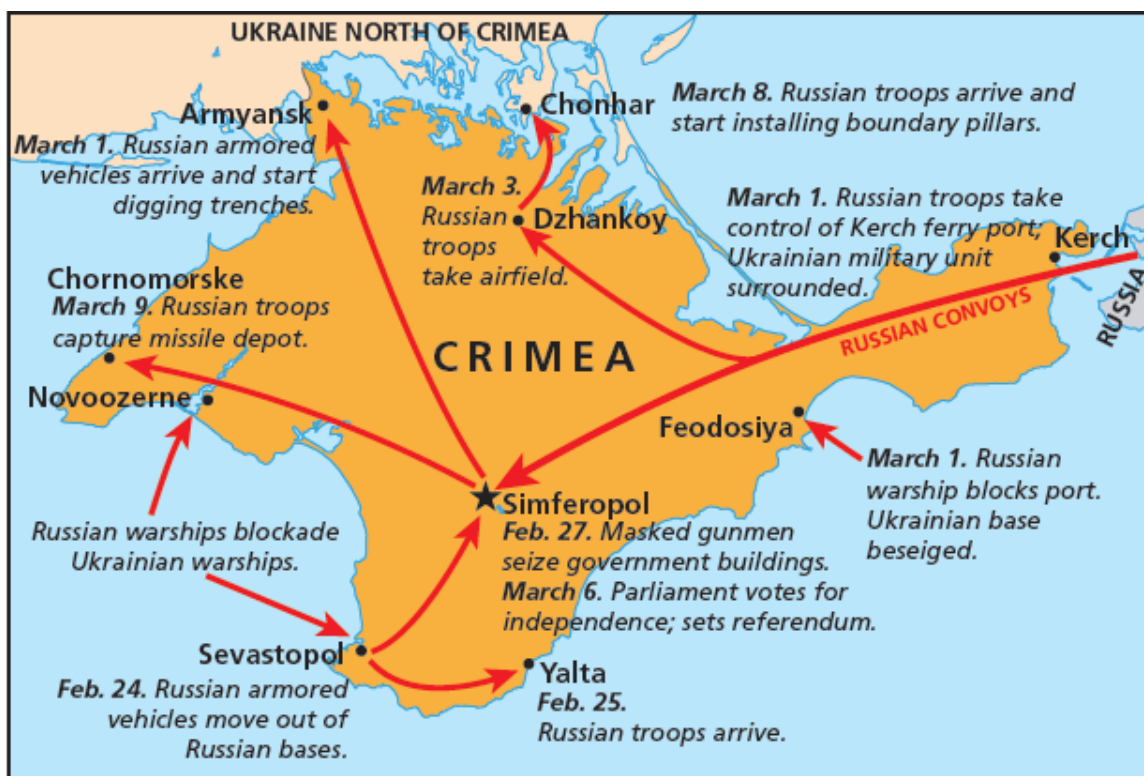 UKRAINE NORTH OF CRIMEA
Armyansk
March 1. Russian armored
vehicles arrive and start
digging trenches.
Chonhar
March 8. Russian troops arrive and
start installing boundary pillars.
March 3.
Russian
troops
take airfield.
Dzhankoy
March 1. Russian troops take
control of Kerch ferry port;
Ukrainian military unit
surrounded.
Kerch
RUSSIA
RUSSIAN CONVOYS
Chornomorske
March 9. Russian troops
capture missile depot.
CRIMEA
Novoozerne
Feodosiya
March 1. Russian
warship blocks port.
Ukrainian base
beseiged.
Simferopol
Feb. 27. Masked gunmen
seize government buildings.
March 6. Parliament votes for
independence; sets referendum.
Russian warships blockade
Ukrainian warships.
Sevastopol
Feb. 24. Russian armored
vehicles move out of
Russian bases.
Yalta
Feb. 25.
Russian troops arrive.